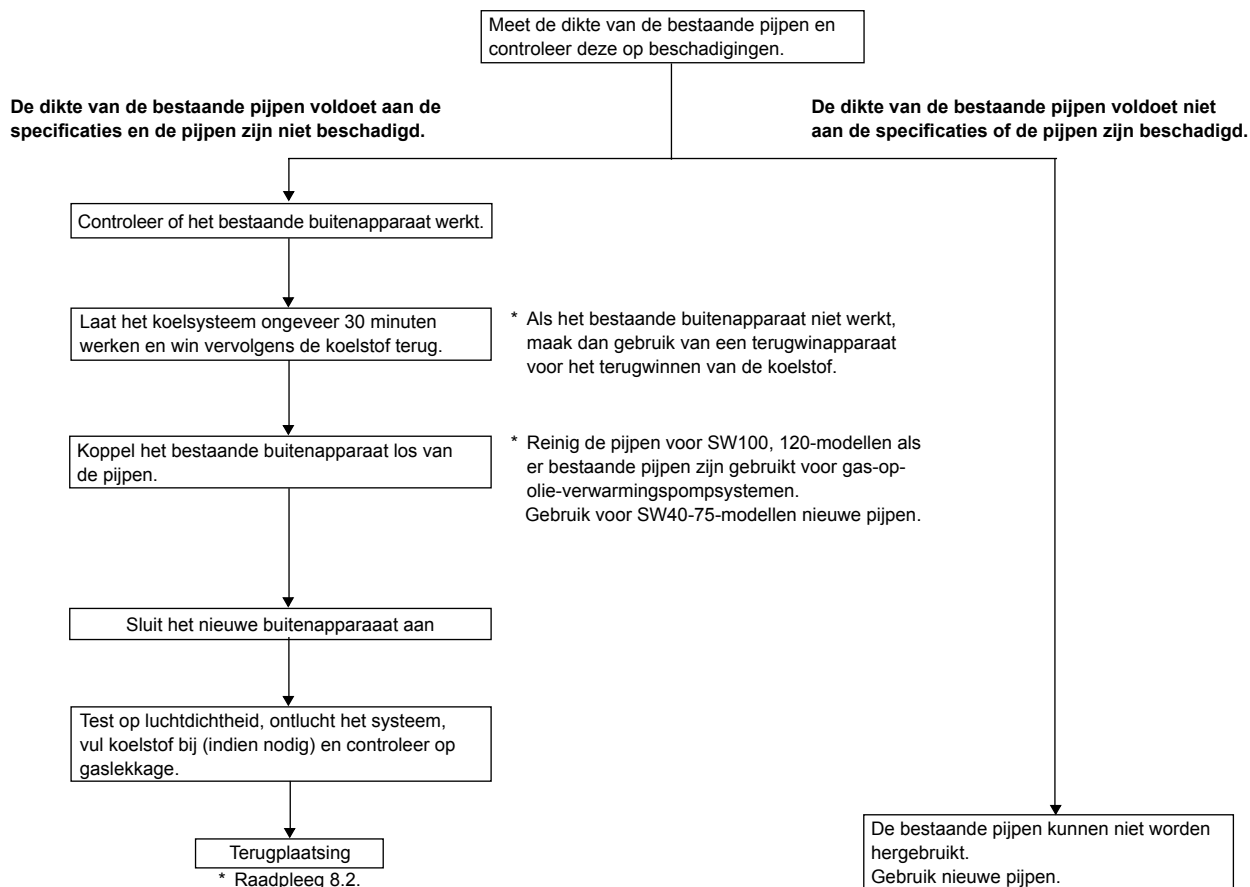 Meet de dikte van de bestaande pijpen en
controleer deze op beschadigingen.
De dikte van de bestaande pijpen voldoet aan de
specificaties en de pijpen zijn niet beschadigd.
De dikte van de bestaande pijpen voldoet niet
aan de specificaties of de pijpen zijn beschadigd.
Controleer of het bestaande buitenapparaat werkt.
Laat het koelsysteem ongeveer 30 minuten
werken en win vervolgens de koelstof terug.
* Als het bestaande buitenapparaat niet werkt,
maak dan gebruik van een terugwinapparaat
voor het terugwinnen van de koelstof.
Koppel het bestaande buitenapparaat los van
de pijpen.
* Reinig de pijpen voor SW100, 120-modellen als
er bestaande pijpen zijn gebruikt voor gas-op-
olie-verwarmingspompsystemen.
Gebruik voor SW40-75-modellen nieuwe pijpen.
Sluit het nieuwe buitenapparaaat aan
Test op luchtdichtheid, ontlucht het systeem,
vul koelstof bij (indien nodig) en controleer op
gaslekkage.
Terugplaatsing
* Raadpleeg 8.2.
De bestaande pijpen kunnen niet worden
hergebruikt.
Gebruik nieuwe pijpen.